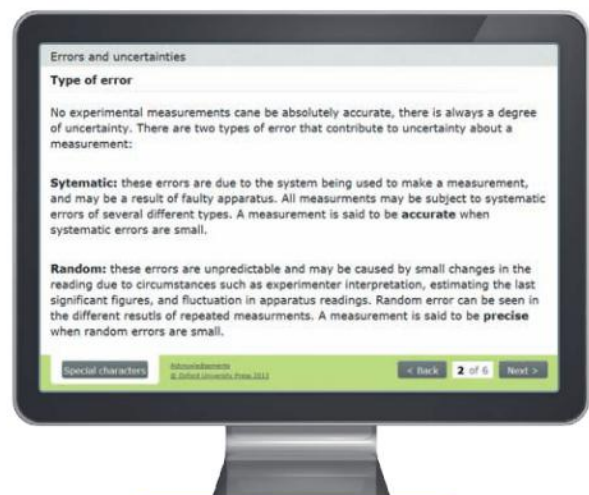 Errors and uncertainties
Type of error
No experimental measurements cane be absolutely accurate, there is always a degree
of uncertainty. There are two types of error that contribute to uncertainty about a
measurement:
Sytematic: these errors are due to the system being used to make a measurement,
and may be a result of faulty apparatus. All measurments may be subject to systematic
errors of several different types. A measurement is said to be accurate when
systematic errors are small.
Random: these errors are unpredictable and may be caused by small changes in the
reading due to circumstances such as experimenter interpretation, estimating the last
significant figures, and fluctuation in apparatus readings. Random error can be seen in
the different resutls of repeated measurments. A measurement is said to be precise
when random errors are small.
Special characters
Acknowledgements
© Oxford University Press 2013
< Back 2 of 6 Next >